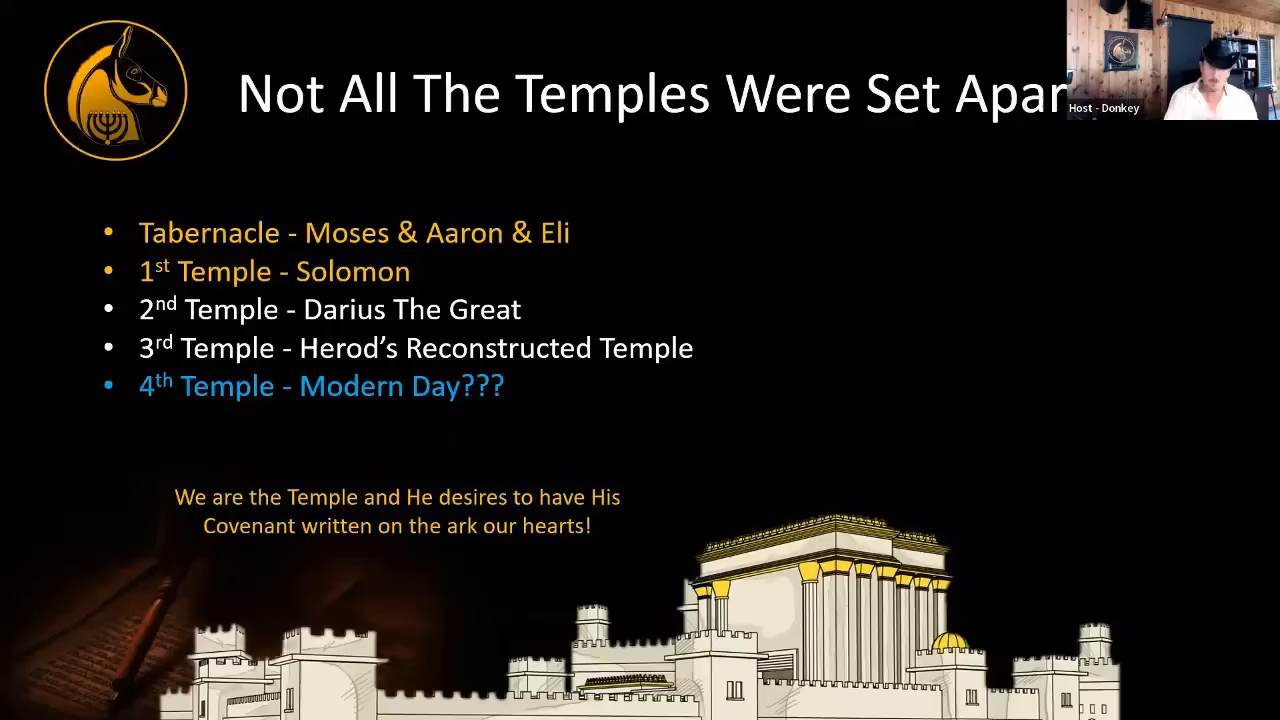 Not All The Temples Were Set Apar
Host - Donkey
• Tabernacle - Moses & Aaron & Eli
• 1st Temple - Solomon
• 2nd Temple - Darius The Great
• 3rd Temple - Herod's Reconstructed Temple
• 4th Temple - Modern Day???
We are the Temple and He desires to have His
Covenant written on the ark our hearts!